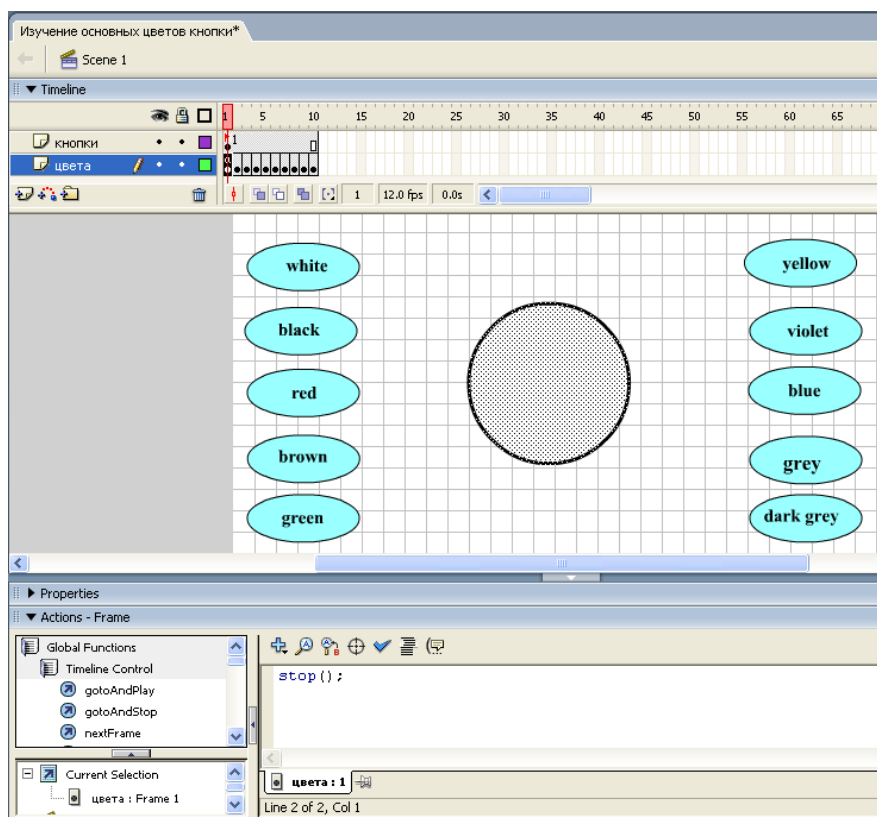 Изучение основных цветов кнопки*
Scene 1
Timeline
1 5 10 15 20 25 30 35 40 45 50 55 60 65
кнопки
1
цвета
a
1 12.0 fps 0.0s
white
yellow
black
violet
red
blue
brown
grey
green
dark grey
Properties
Actions - Frame
Global Functions
Timeline Control
gotoAndPlay
gotoAndStop
nextFrame
stop();
Current Selection
цвета : Frame 1
цвета : 1
Line 2 of 2, Col 1